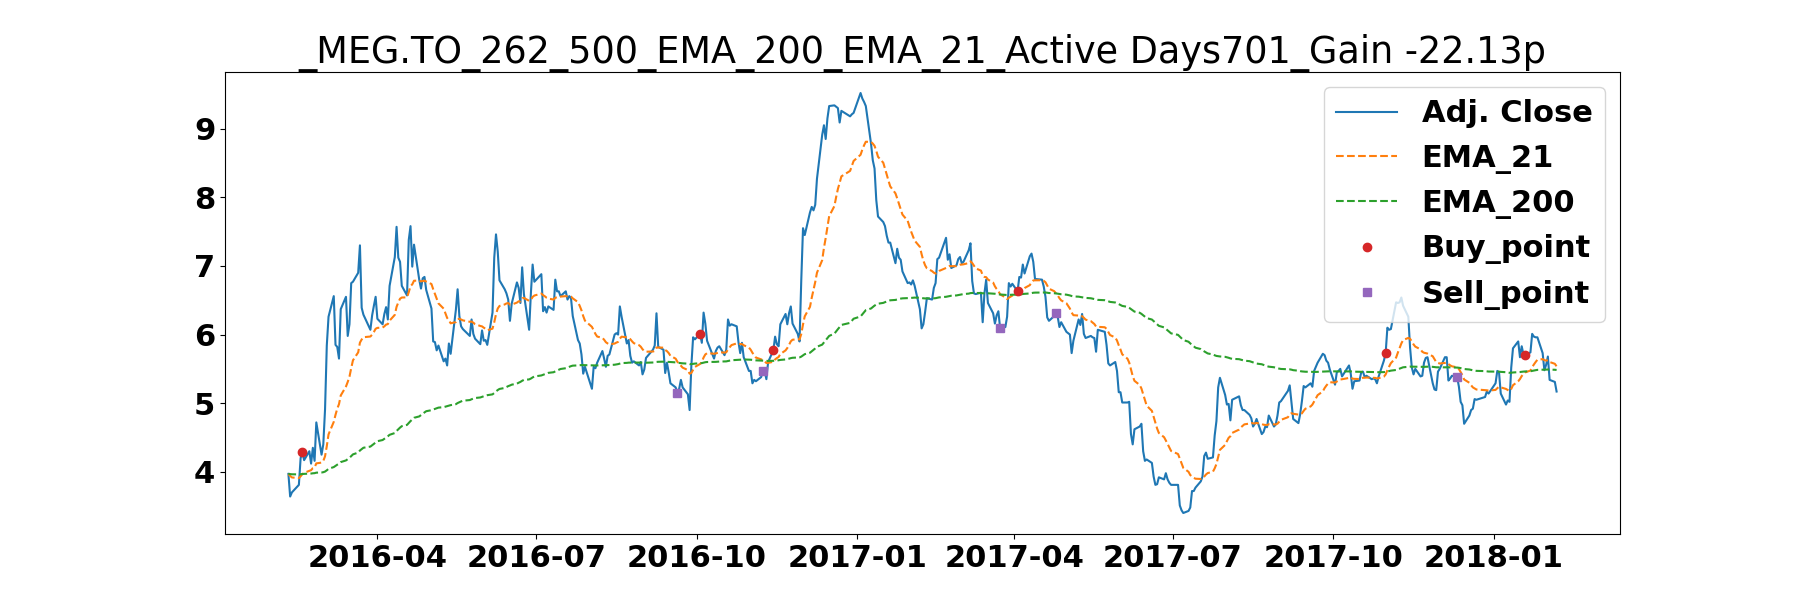 _MEG.TO_262_500_EMA_200_EMA_21_Active Days701_Gain -22.13p
9
8
7
6
5
4
Adj. Close
EMA_21
EMA_200
Buy_point
Sell_point
2016-04 2016-07 2016-10 2017-01 2017-04 2017-07 2017-10 2018-01